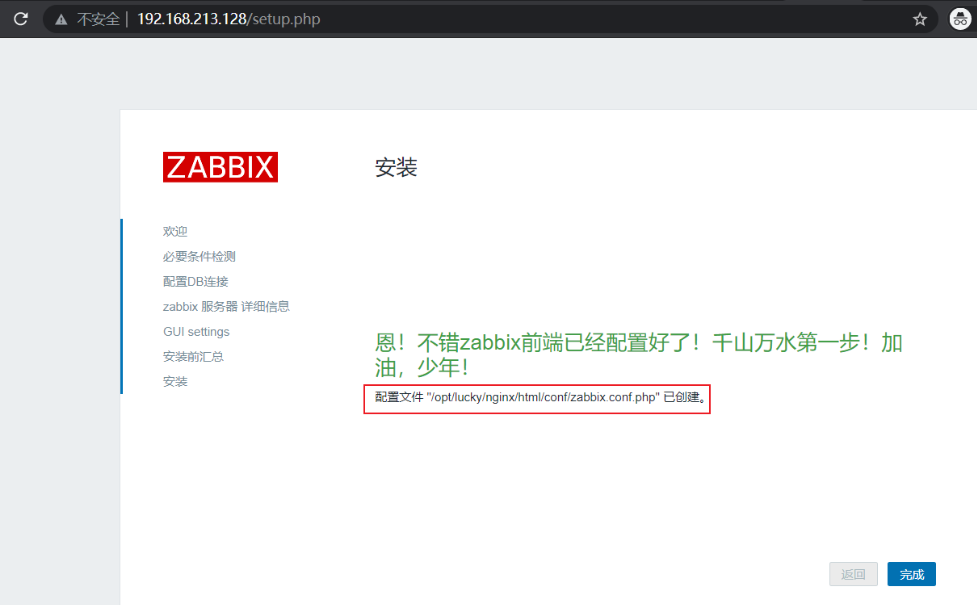 不安全 | 192.168.213.128/setup.php
ZABBIX
安装
欢迎
必要条件检测
配置DB连接
zabbix 服务器 详细信息
GUI settings
安装前汇总
安装
恩！不错zabbix前端已经配置好了！千山万水第一步！加
油，少年！
配置文件 "/opt/lucky/nginx/html/conf/zabbix.conf.php" 已创建。
返回
完成